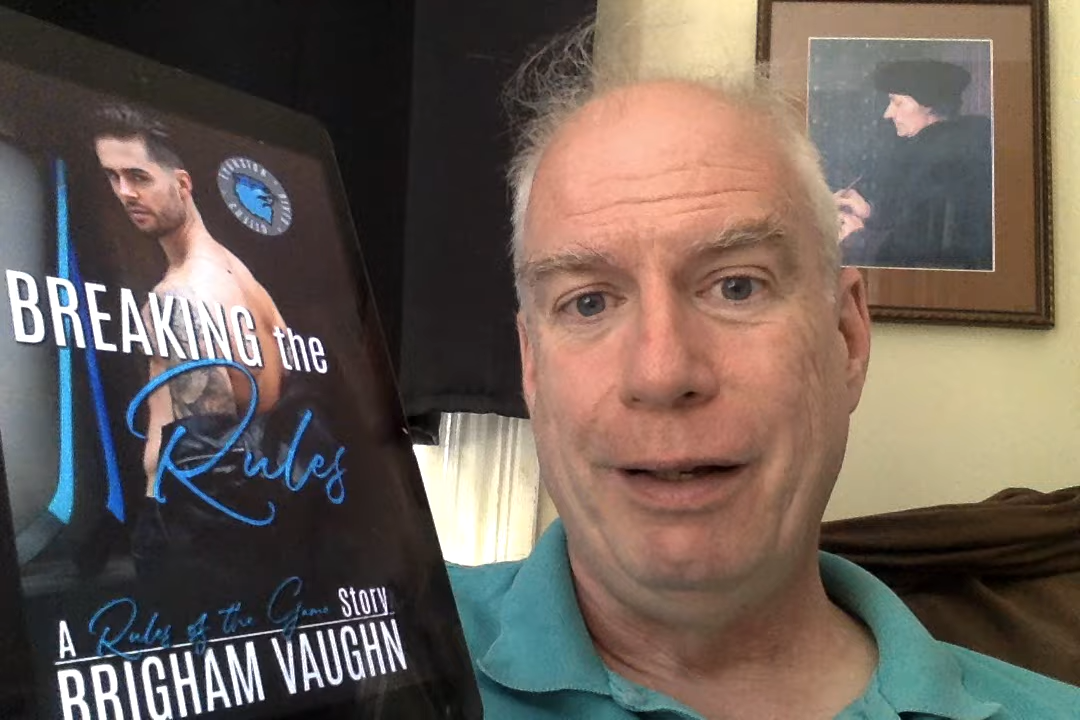 BREAKING the
Rules
A Rules of the Game Story
BRIGHAM VAUGHN